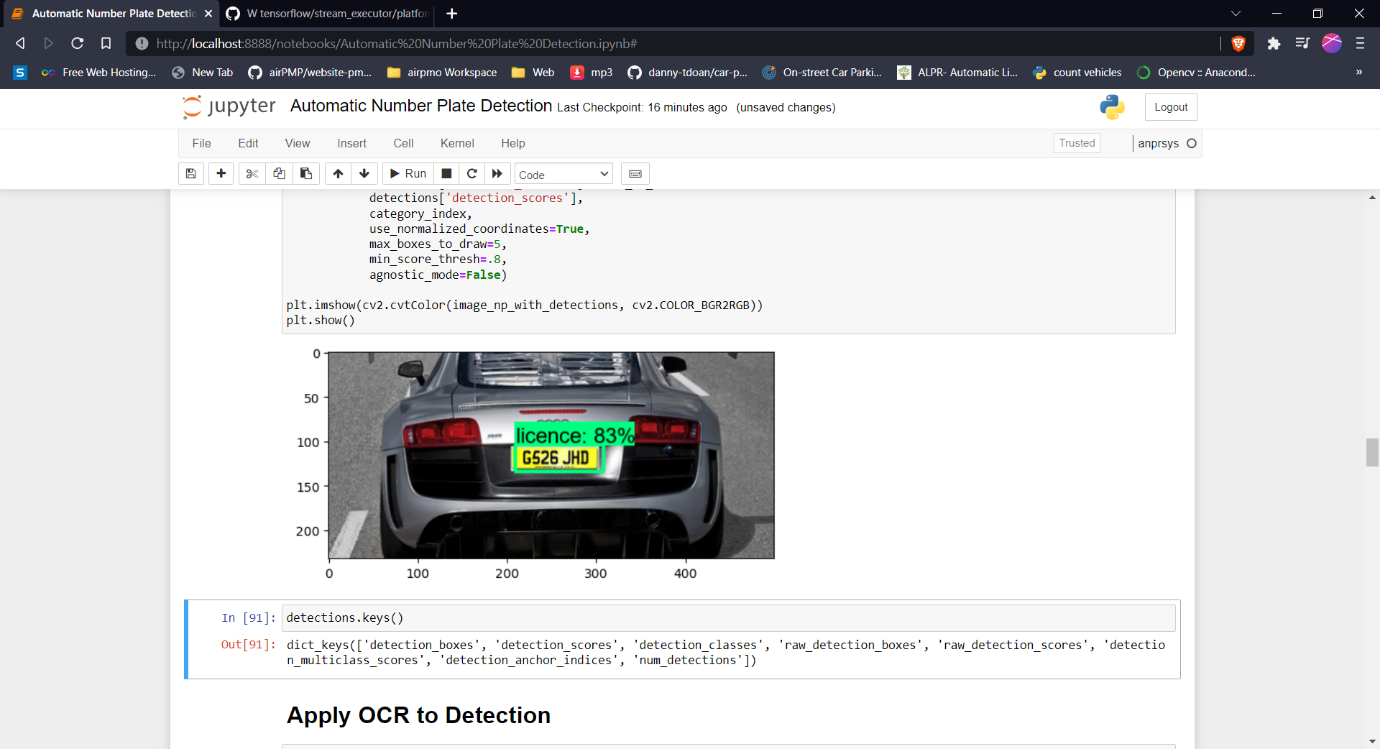 Automatic Number Plate Detectio
W tensorflow/stream_executor/platfor
http://localhost:8888/notebooks/Automatic%20Number%20Plate%20Detection.ipynb#
Free Web Hosting...
New Tab
airPMP/website-pm...
airpmo Workspace
Web
mp3
danny-tdoan/car-p...
On-street Car Parki...
ALPR- Automatic Li...
count vehicles
Opencv :: Anacond...
»
jupyter Automatic Number Plate Detection Last Checkpoint: 16 minutes ago (unsaved changes)
Logout
File Edit View Insert Cell Kernel Help
Trusted
anprsys
Run
Code
detections['detection_scores'],
category_index,
use_normalized_coordinates=True,
max_boxes_to_draw=5,
min_score_thresh=.8,
agnostic_mode=False)
plt.imshow(cv2.cvtColor(image_np_with_detections, cv2.COLOR_BGR2RGB))
plt.show()
0
50
100
150
200
licence: 83%
G526 JHD
0 100 200 300 400
In [91]: detections.keys()
Out[91]: dict_keys(['detection_boxes', 'detection_scores', 'detection_classes', 'raw_detection_boxes', 'raw_detection_scores', 'detectio
n_multiclass_scores', 'detection_anchor_indices', 'num_detections'])
Apply OCR to Detection